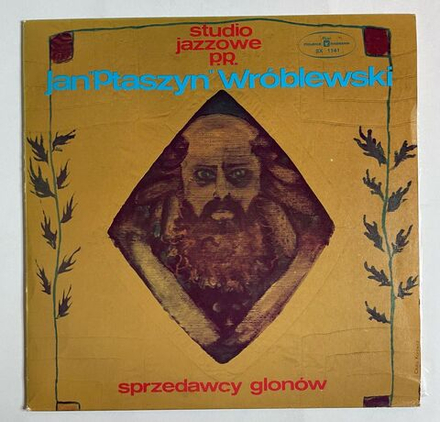 studio
jazzowe
p.r.
jan "Ptaszyn" Wróblewski
sprzedawcy glonów